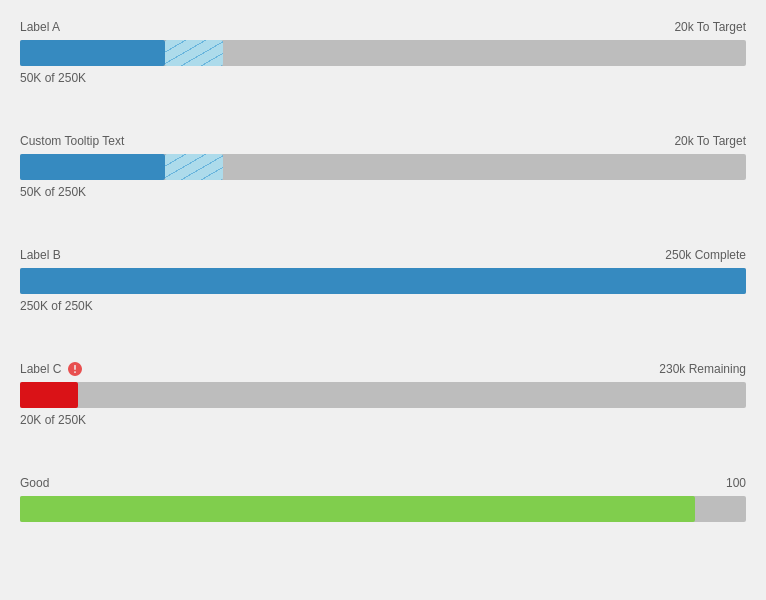 Label A 20k To Target
50K of 250K
Custom Tooltip Text 20k To Target
50K of 250K
Label B 250k Complete
250K of 250K
Label C 230k Remaining
20K of 250K
Good 100